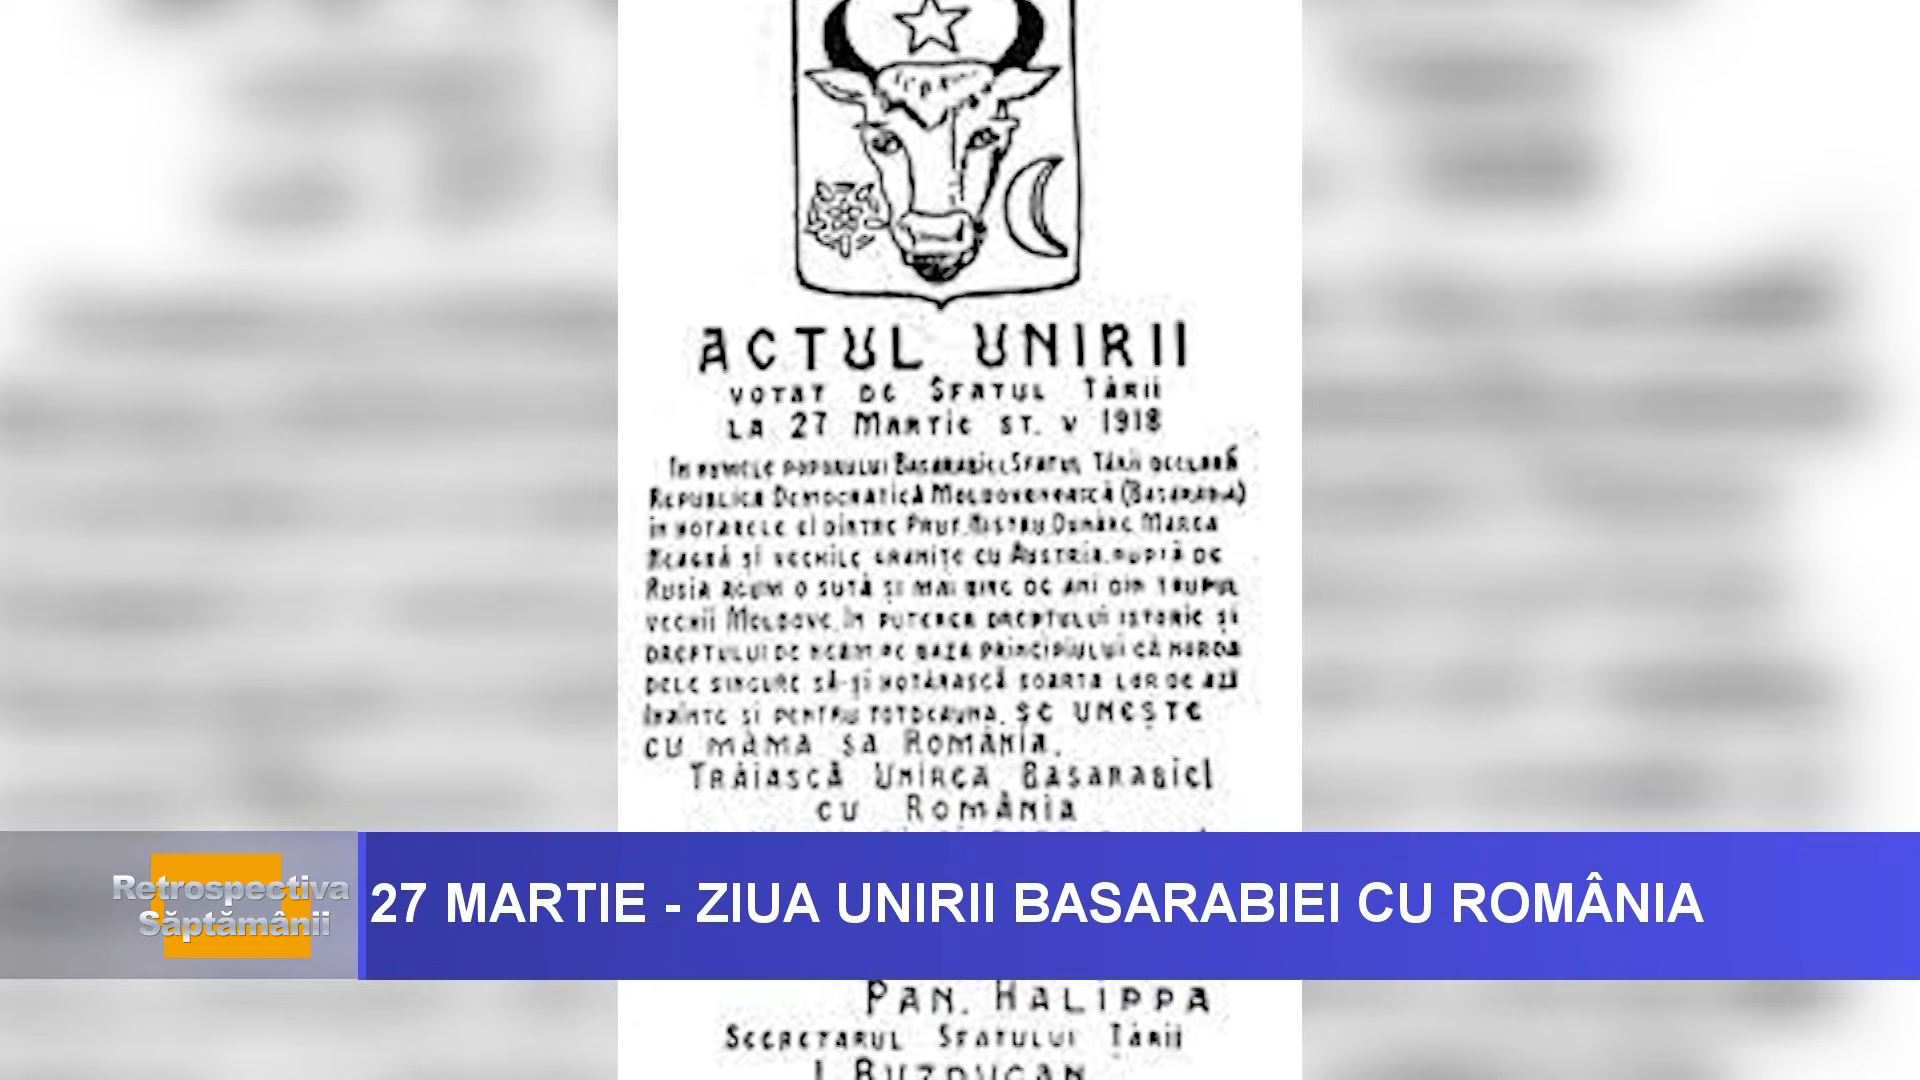 ACTUL UNIRII
VOTAT DE SFATUL ȚĂRII
LA 27 MARTIE ST. V 1918
ÎN NUMELE POPORULUI BASARABIEI, SFATUL ȚĂRII DECLARĂ
REPUBLICA DEMOCRATICĂ MOLDOVENEASCĂ (BASARABIA)
ÎN HOTARELE EI DINTRE PRUT, NISTRU, DUNĂRE, MAREA
NEAGRĂ ȘI VECHILE GRANIȚE CU AUSTRIA, RUPTĂ DE
RUSIA ACUM O SUTĂ ȘI MAI BINE DE ANI DIN TRUPUL
VECHII MOLDOVE, ÎN PUTEREA DREPTULUI ISTORIC ȘI
DREPTULUI DE NEAM PE BAZA PRINCIPIULUI CĂ NOROA
DELE SINGURE SĂ-ȘI HOTĂRASCĂ SOARTA LOR DE AZI
ÎNAINTE ȘI PENTRU TOTDEAUNA, SE UNEȘTE
CU MAMA SA ROMÂNIA.
TRĂIASCĂ UNIREA BASARABIEI
CU ROMÂNIA
Retrospectiva
Săptămânii
27 MARTIE - ZIUA UNIRII BASARABIEI CU ROMÂNIA
PAN. HALIPPA
SECRETARUL SFATULUI ȚĂRII
I. BUZDUGAN